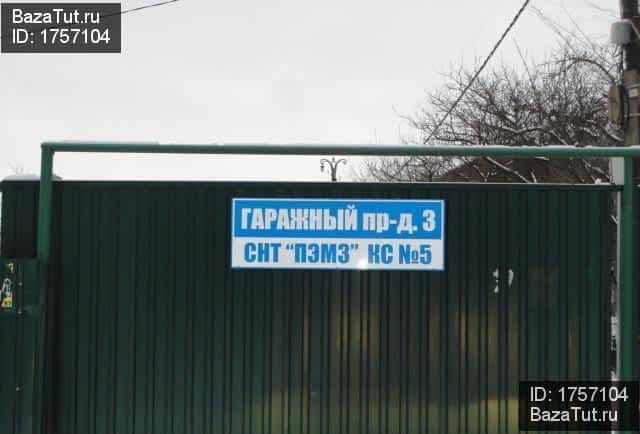 BazaTut.ru
ID: 1757104
ГАРАЖНЫЙ пр-д. 3
СНТ "ПЭМЗ" КС №5
ID: 1757104
BazaTut.ru